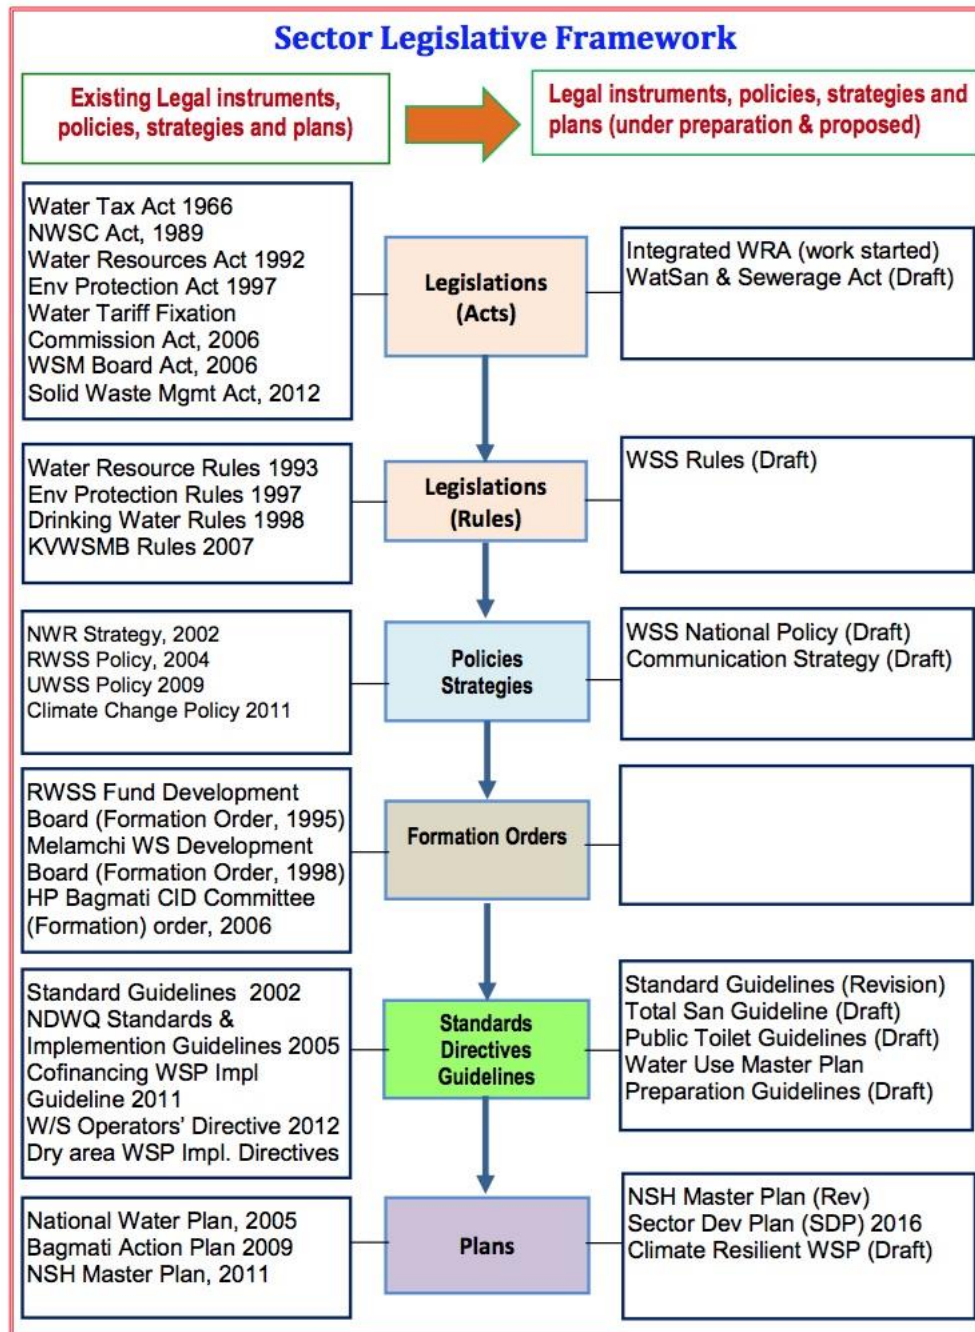 Sector Legislative Framework
Existing Legal instruments,
policies, strategies and plans)
Legal instruments, policies, strategies and
plans (under preparation & proposed)
Water Tax Act 1966
NWSC Act, 1989
Water Resources Act 1992
Env Protection Act 1997
Water Tariff Fixation
Commission Act, 2006
WSM Board Act, 2006
Solid Waste Mgmt Act, 2012
Legislations
(Acts)
Integrated WRA (work started)
WatSan & Sewerage Act (Draft)
Water Resource Rules 1993
Env Protection Rules 1997
Drinking Water Rules 1998
KVWSMB Rules 2007
Legislations
(Rules)
WSS Rules (Draft)
NWR Strategy, 2002
RWSS Policy, 2004
UWSS Policy 2009
Climate Change Policy 2011
Policies
Strategies
WSS National Policy (Draft)
Communication Strategy (Draft)
RWSS Fund Development
Board (Formation Order, 1995)
Melamchi WS Development
Board (Formation Order, 1998)
HP Bagmati CID Committee
(Formation) order, 2006
Formation Orders
Standard Guidelines 2002
NDWQ Standards &
Implemention Guidelines 2005
Cofinancing WSP Impl
Guideline 2011
W/S Operators' Directive 2012
Dry area WSP Impl. Directives
Standards
Directives
Guidelines
Standard Guidelines (Revision)
Total San Guideline (Draft)
Public Toilet Guidelines (Draft)
Water Use Master Plan
Preparation Guidelines (Draft)
National Water Plan, 2005
Bagmati Action Plan 2009
NSH Master Plan, 2011
Plans
NSH Master Plan (Rev)
Sector Dev Plan (SDP) 2016
Climate Resilient WSP (Draft)